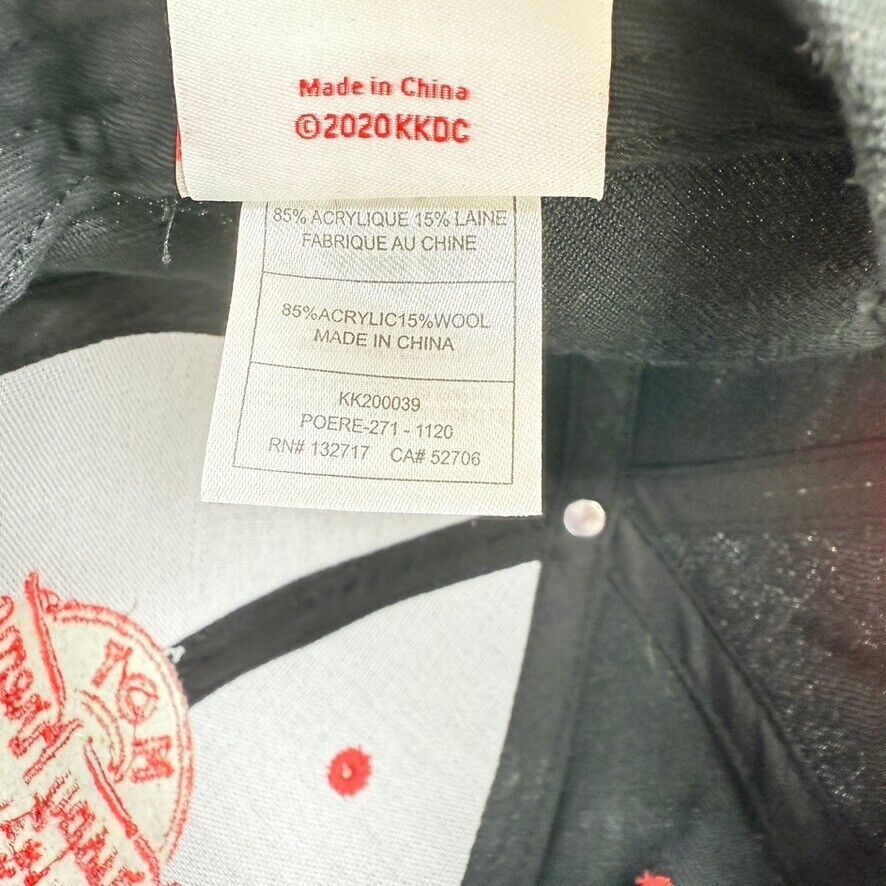 Made in China
©2020KKDC
85% ACRYLIQUE 15% LAINE
FABRIQUE AU CHINE
85%ACRYLIC15%WOOL
MADE IN CHINA
KK200039
POERE-271 - 1120
RN# 132717 CA# 52706